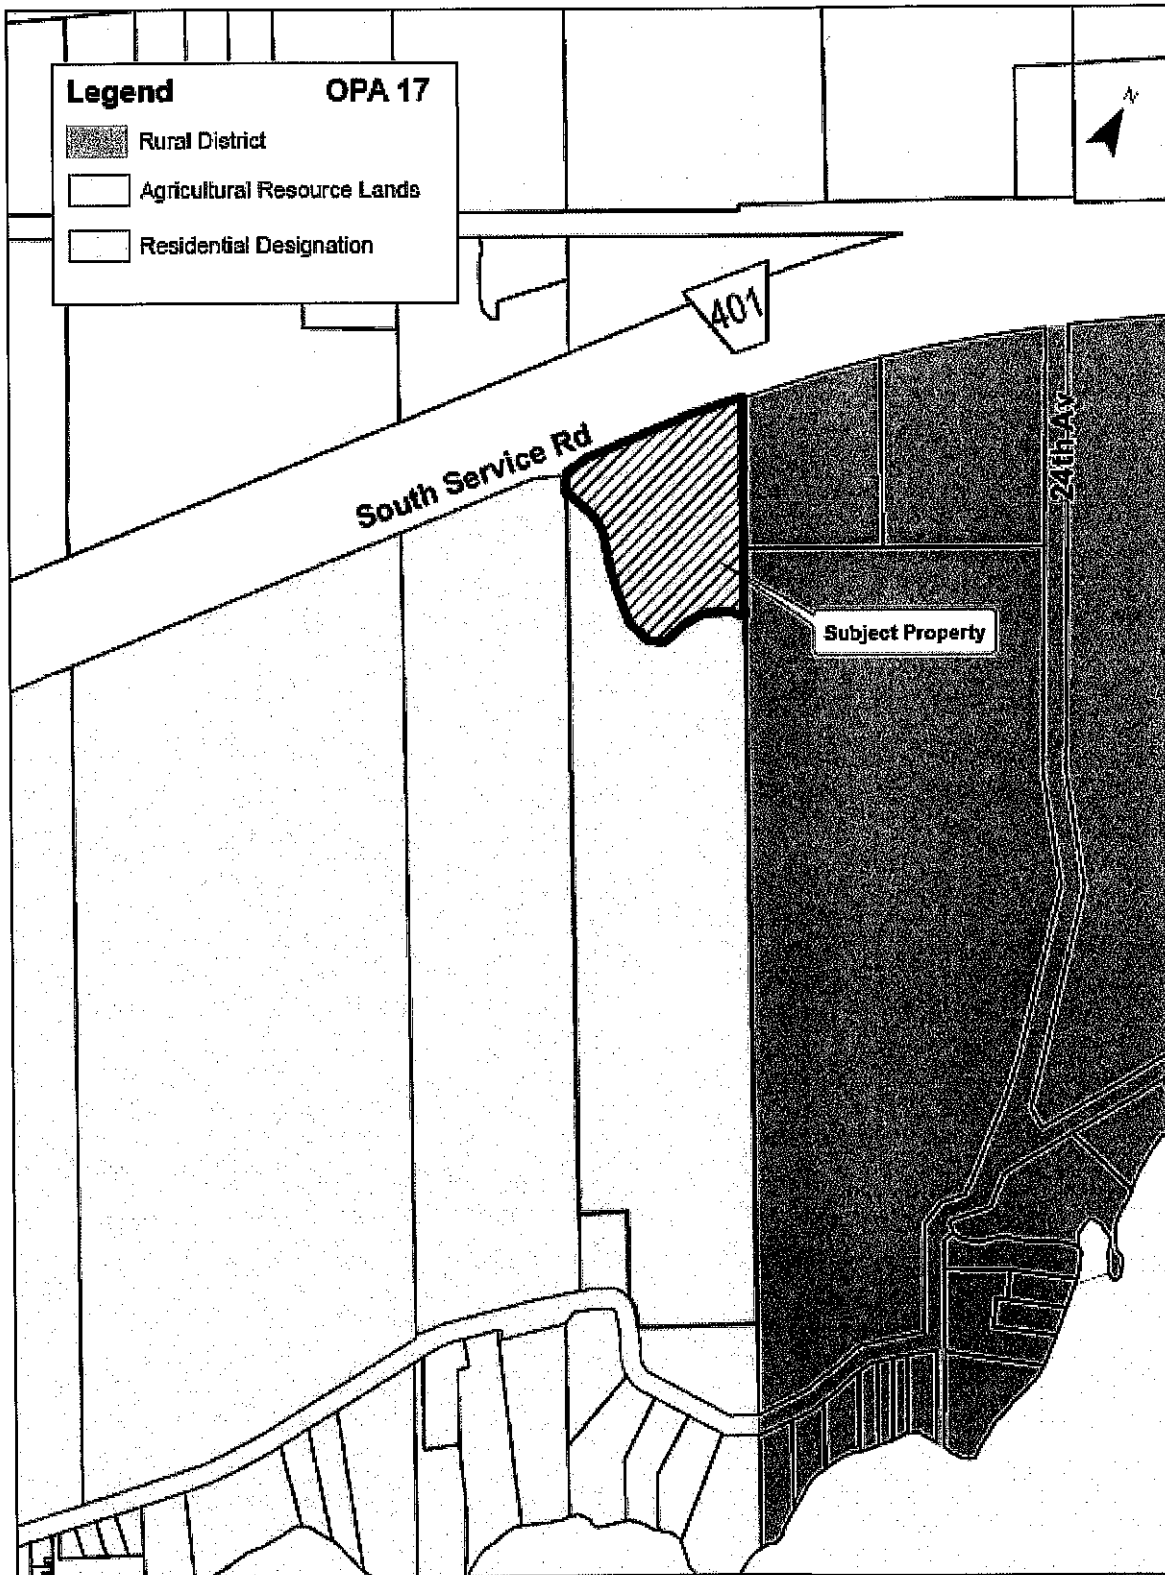 Legend OPA 17
Rural District
Agricultural Resource Lands
Residential Designation
N
401
South Service Rd
24th Av
Subject Property